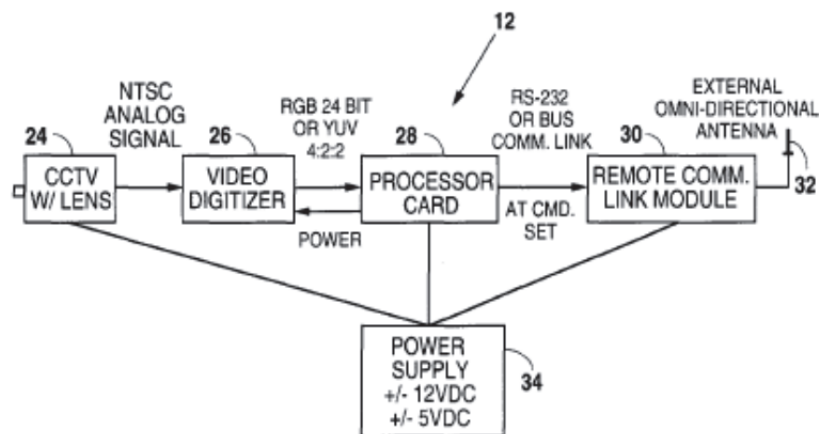 12
NTSC
ANALOG
SIGNAL
RGB 24 BIT
OR YUV
4:2:2
RS-232
OR BUS
COMM. LINK
EXTERNAL
OMNI-DIRECTIONAL
ANTENNA
24
26
28
30
32
CCTV
W/ LENS
VIDEO
DIGITIZER
PROCESSOR
CARD
REMOTE COMM.
LINK MODULE
POWER
AT CMD.
SET
POWER
SUPPLY
+/- 12VDC
+/- 5VDC
34